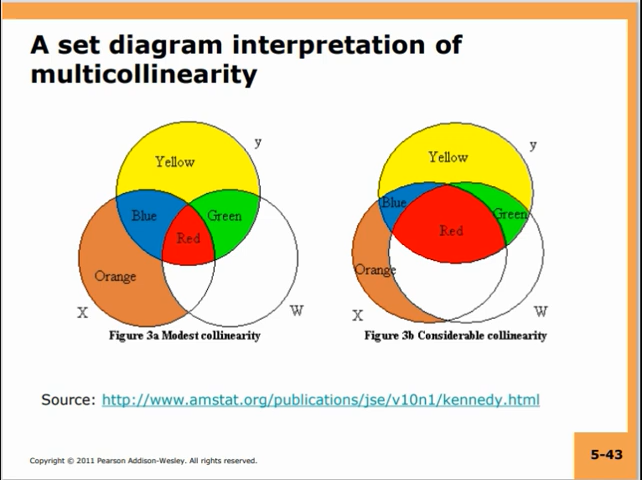 A set diagram interpretation of
multicollinearity
y
Yellow
Blue
Green
Red
Orange
X
W
Figure 3a Modest collinearity
y
Yellow
Blue
Green
Red
Orange
X
W
Figure 3b Considerable collinearity
Source: http://www.amstat.org/publications/jse/v10n1/kennedy.html
Copyright © 2011 Pearson Addison-Wesley. All rights reserved.
5-43